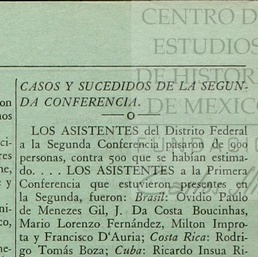 CENTRO DE
ESTUDIOS
DE HISTORIA
DE MEXICO
CASOS Y SUCEDIDOS DE LA SEGUN-
DA CONFERENCIA.
LOS ASISTENTES del Distrito Federal
a la Segunda Conferencia pasaron de 900
personas, contra 500 que se habían estima-
do. . . . LOS ASISTENTES a la Primera
Conferencia que estuvieron presentes en
la Segunda, fueron: Brasil: Ovidio Paulo
de Menezes Gil, J. Da Costa Boucinhas,
Mario Lorenzo Fernández, Milton Impro-
ta y Francisco D'Auria; Costa Rica: Rodri-
go Tomás Boza; Cuba: Ricardo Insua Ri-